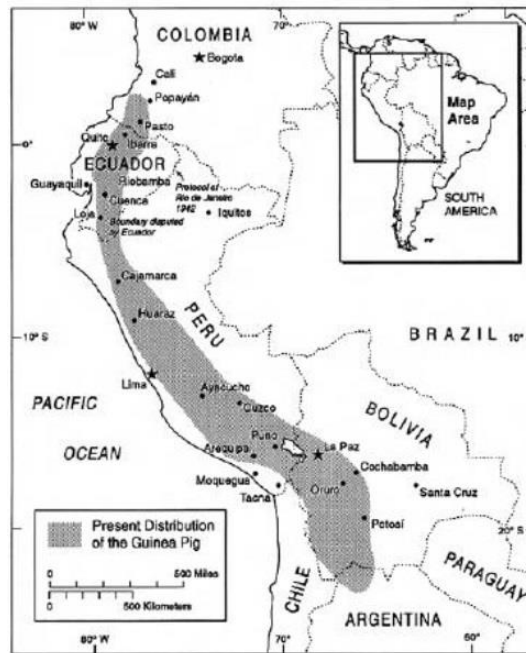 80° W
70°
COLOMBIA
Bogota
Cali
Popayán
Pasto
Quito
Ibarra
0°
ECUADOR
Riobamba
Guayaquil
Cuenca
Loja
Protocol of
Rio de Janeiro
1942
Iquitos
Boundary disputed
by Ecuador
Map
Area
SOUTH
AMERICA
Cajamarca
Huaraz
PERU
BRAZIL
10° S
10°
Lima
Ayacucho
Cuzco
PACIFIC
OCEAN
BOLIVIA
Puno
La Paz
Arequipa
Cochabamba
Moquegua
Oruro
Santa Cruz
Tacna
Potosí
20° S
Present Distribution
of the Guinea Pig
0
500 Miles
0
500 Kilometers
CHILE
PARAGUAY
ARGENTINA
80° W
70°
60°